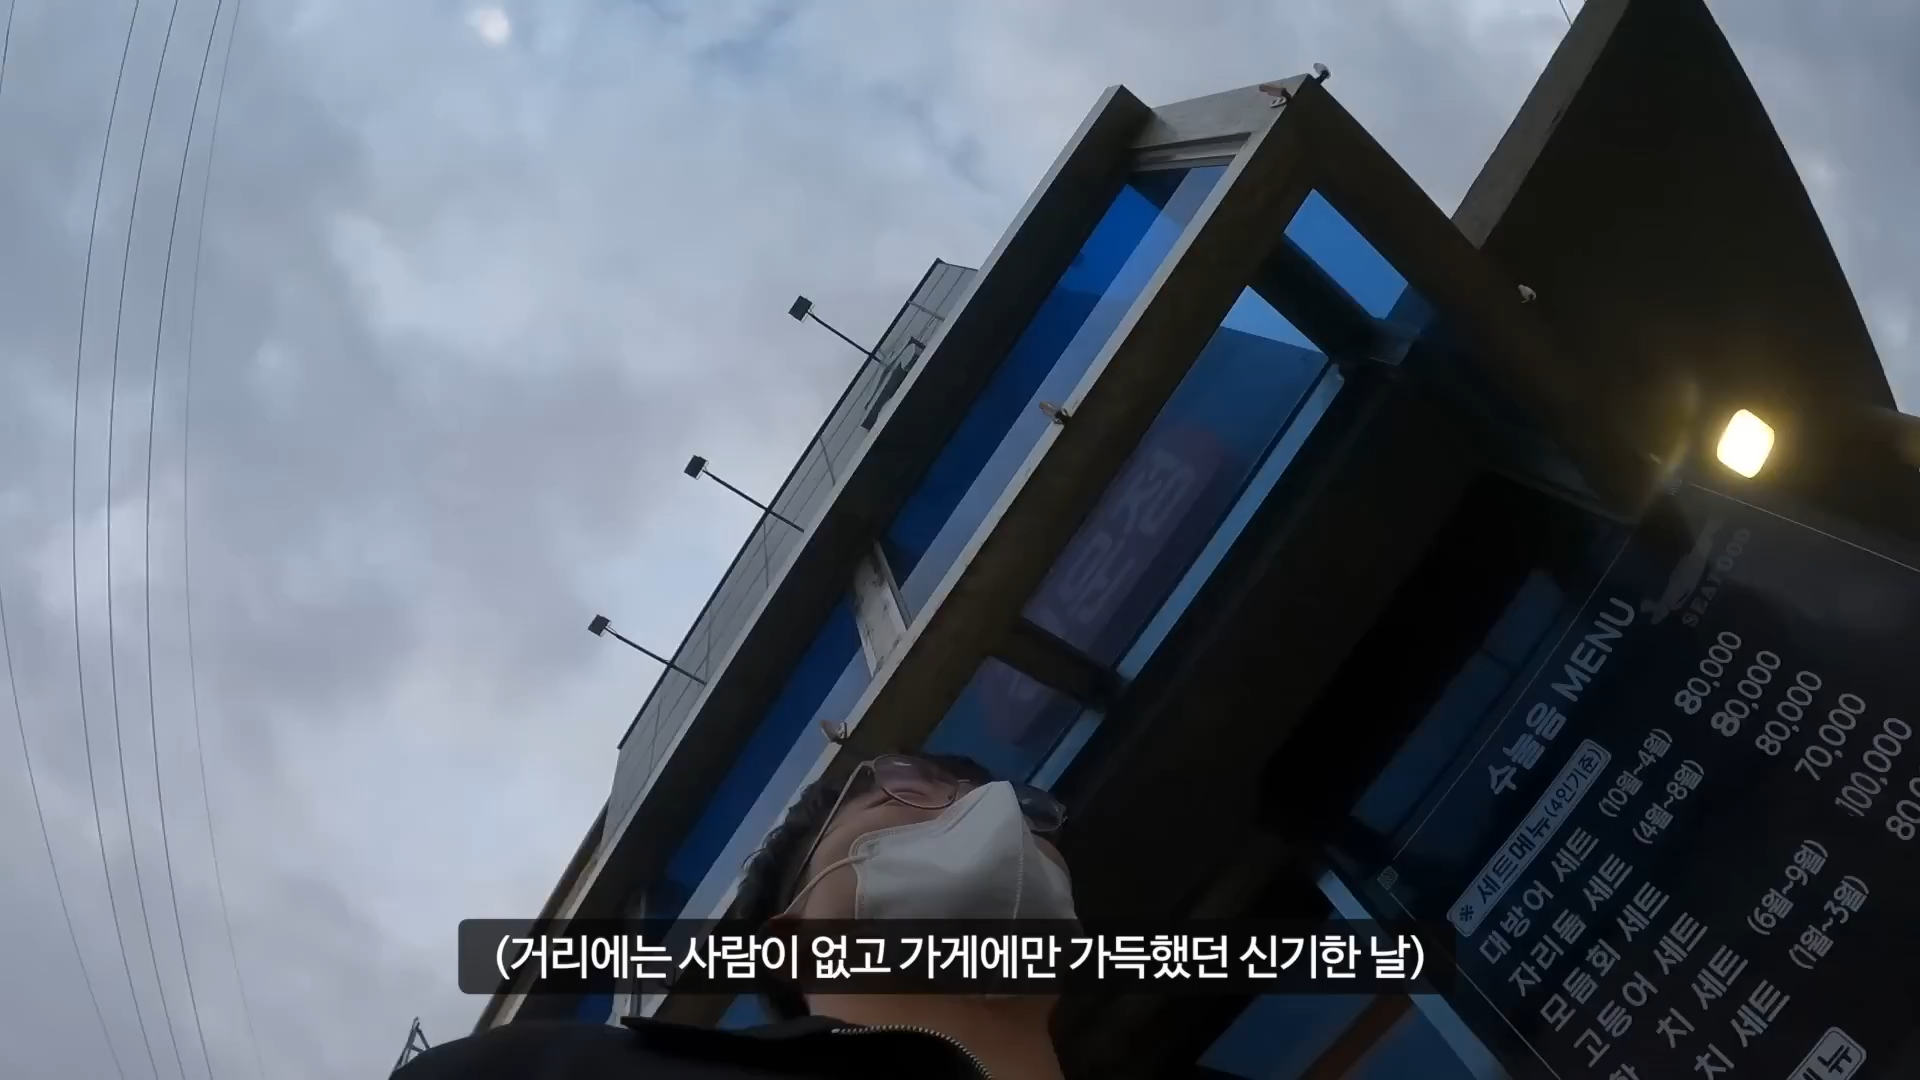 SEAFOOD
수눌음 MENU
※ 세트메뉴(4인기준)
대방어 세트 (10월~4월) 80,000
자리돔 세트 (4월~8월) 80,000
모둠회 세트 80,000
고등어 세트 70,000
치 세트 (6월~9월) 100,000
치 세트 (1월~3월)
(거리에는 사람이 없고 가게에만 가득했던 신기한 날)